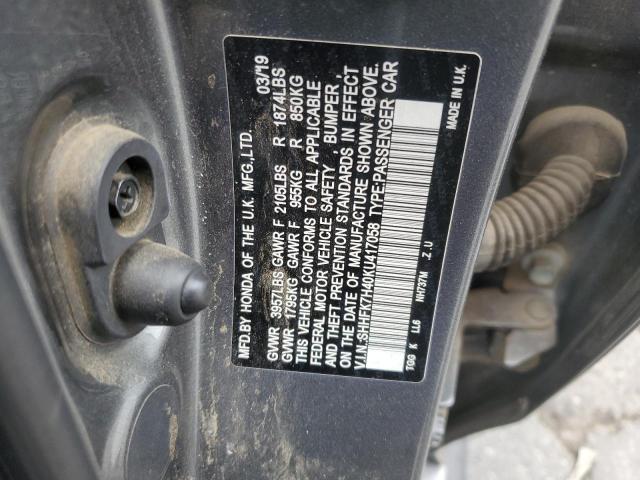 MFD.BY HONDA OF THE U.K. MFG.,LTD. 03/19
GVWR 3957LBS GAWR F 2105LBS R 1874LBS
GVWR 1795KG GAWR F 955KG R 850KG
THIS VEHICLE CONFORMS TO ALL APPLICABLE
FEDERAL MOTOR VEHICLE SAFETY , BUMPER ,
AND THEFT PREVENTION STANDARDS IN EFFECT
ON THE DATE OF MANUFACTURE SHOWN ABOVE.
V.I.N.:SHHFK7H40KU417058 TYPE:PASSENGER CAR
TGG K LL6 NH737M _Z_U MADE IN U.K.